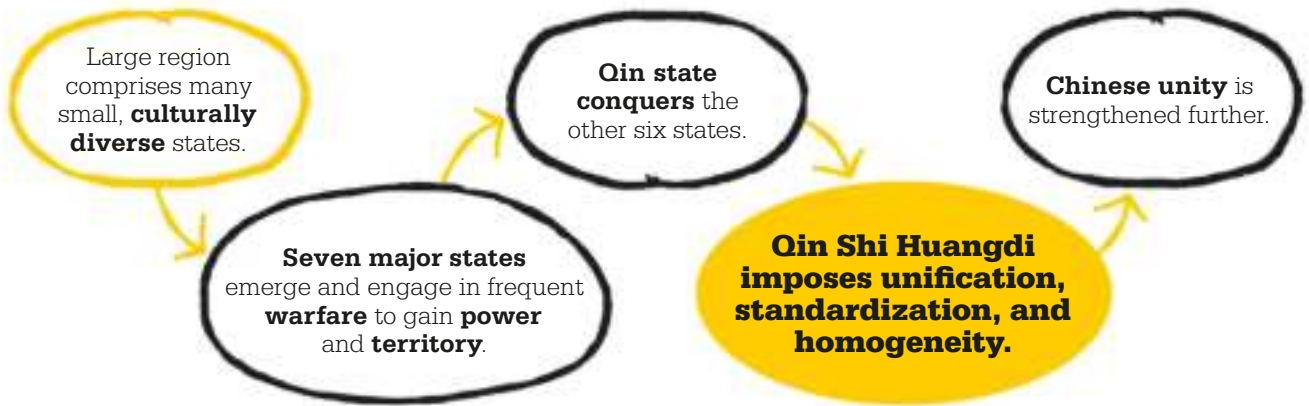 Large region
comprises many
small, culturally
diverse states.
Seven major states
emerge and engage in frequent
warfare to gain power
and territory.
Qin state
conquers the
other six states.
Qin Shi Huangdi
imposes unification,
standardization, and
homogeneity.
Chinese unity is
strengthened further.